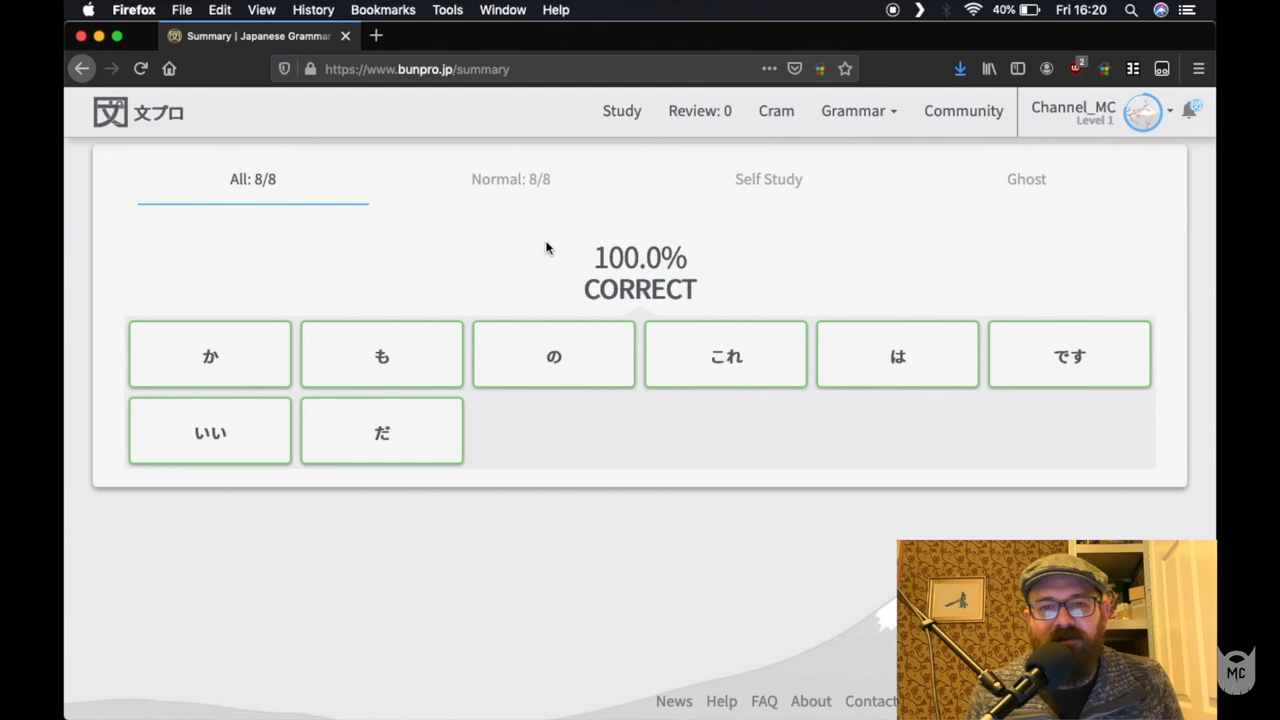 Firefox File Edit View History Bookmarks Tools Window Help 40% Fri 16:20
Summary | Japanese Grammar
https://www.bunpro.jp/summary 2
文 文プロ Study Review: 0 Cram Grammar Community Channel_MC
Level 1
All: 8/8 Normal: 8/8 Self Study Ghost
100.0%
CORRECT
か も の これ は です
いい だ
News Help FAQ About Contact
MC